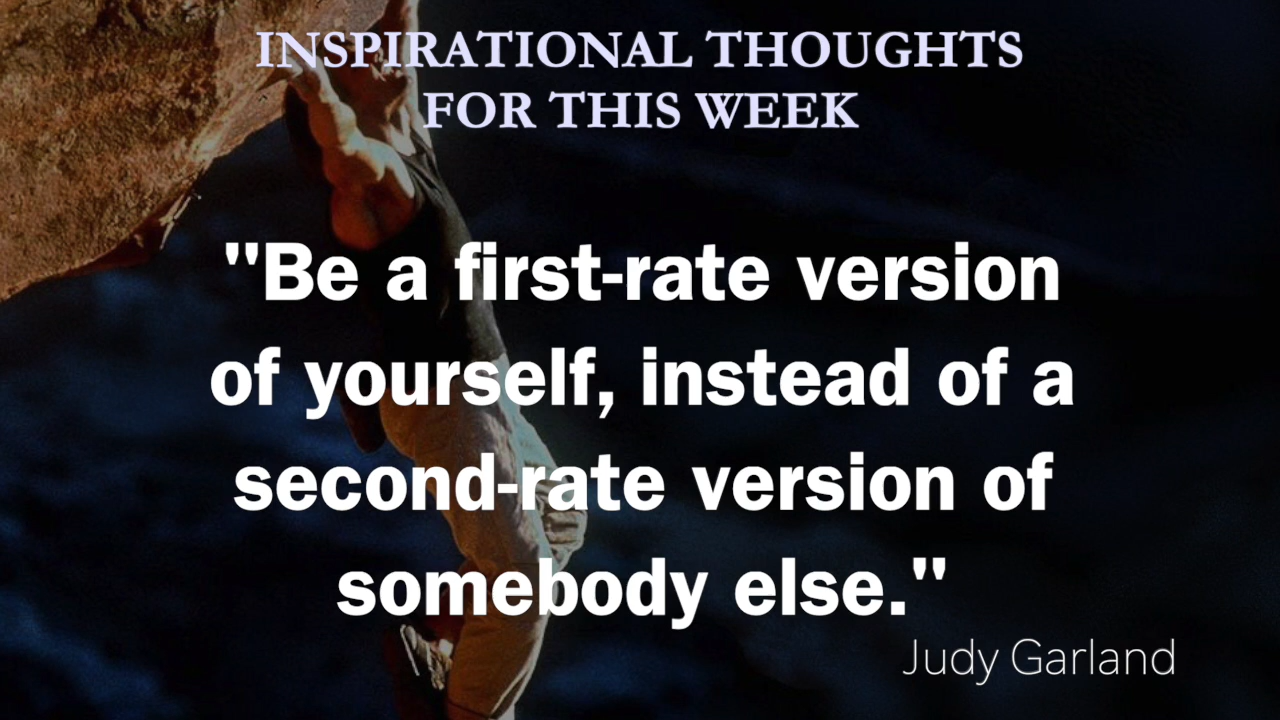 INSPIRATIONAL THOUGHTS
FOR THIS WEEK
"Be a first-rate version
of yourself, instead of a
second-rate version of
somebody else."
Judy Garland